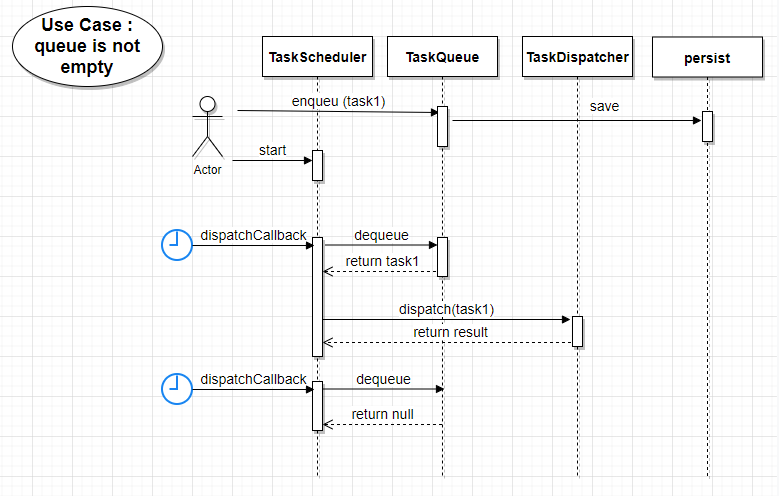 Use Case :
queue is not
empty
TaskScheduler
TaskQueue
TaskDispatcher
persist
enqueu (task1)
save
start
Actor
dispatchCallback
dequeue
return task1
dispatch(task1)
return result
dispatchCallback
dequeue
return null